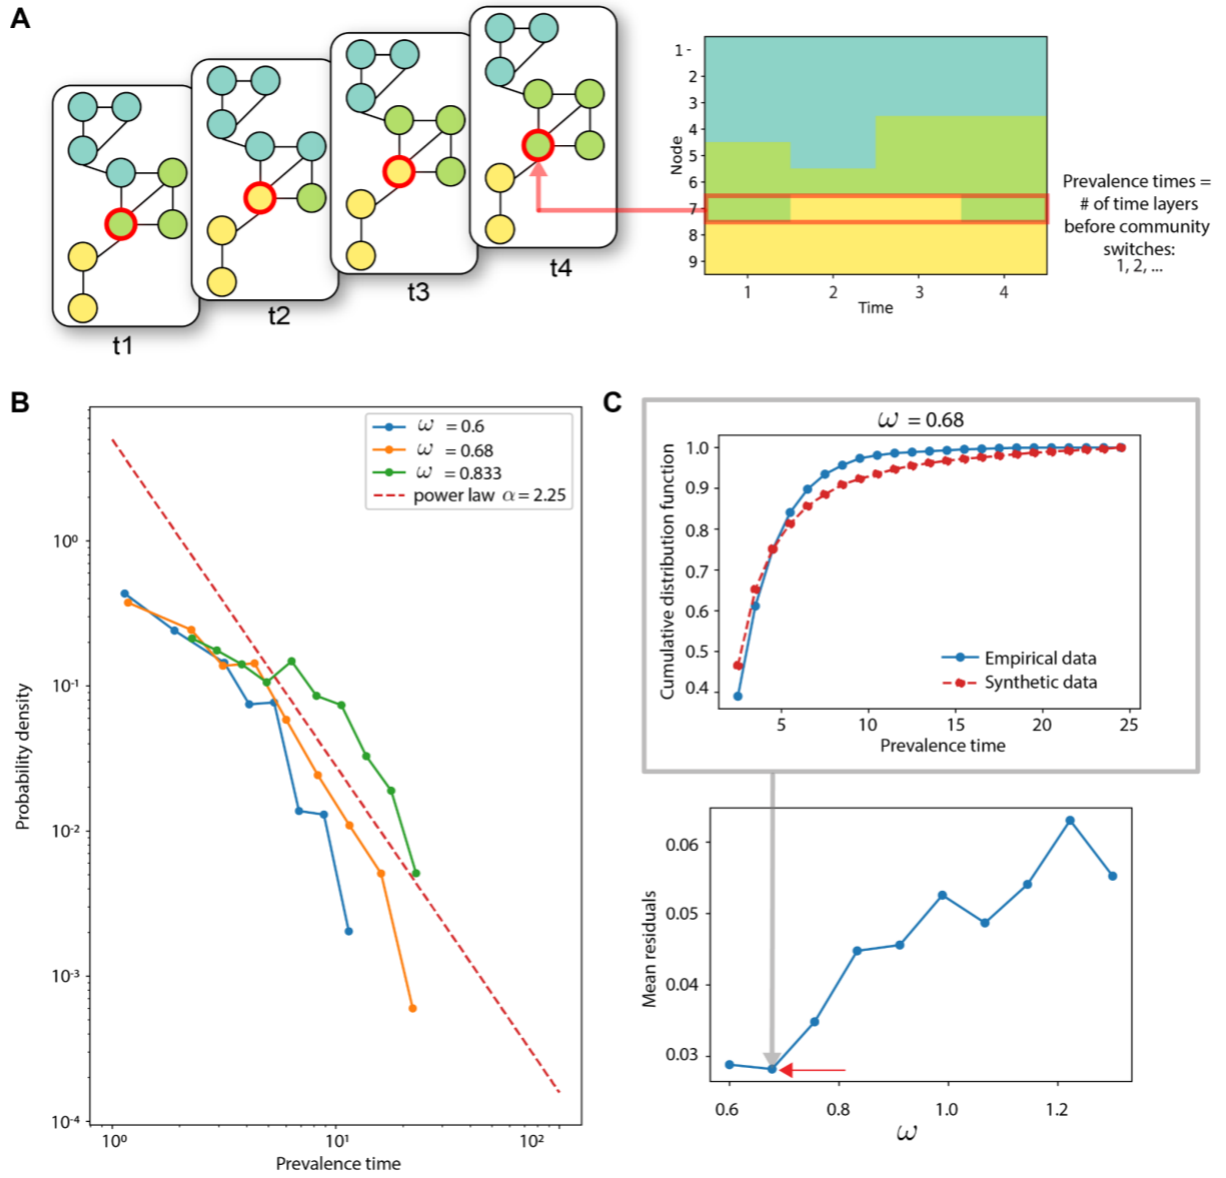 A
t1
t2
t3
t4
Node
1
2
3
4
5
6
7
8
9
1 2 3 4
Time
Prevalence times =
# of time layers
before community
switches:
1, 2, ...
B
ω = 0.6
ω = 0.68
ω = 0.833
power law α = 2.25
Probability density
10⁰
10⁻¹
10⁻²
10⁻³
10⁻⁴
10⁰ 10¹ 10²
Prevalence time
C
ω = 0.68
Cumulative distribution function
1.0
0.9
0.8
0.7
0.6
0.5
0.4
Empirical data
Synthetic data
5 10 15 20 25
Prevalence time
Mean residuals
0.06
0.05
0.04
0.03
0.6 0.8 1.0 1.2
ω